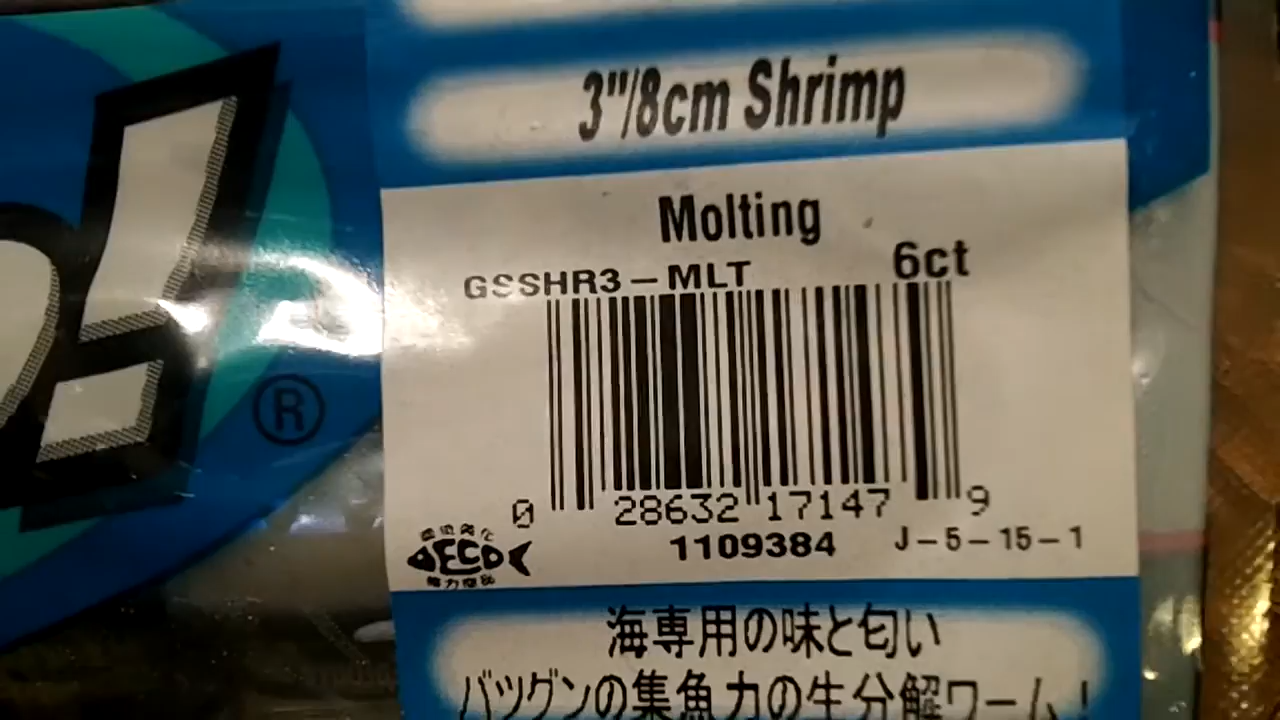 3"/8cm Shrimp
Molting
6ct
GSSHR3-MLT
0 28632 17147 9
1109384 J-5-15-1
ECO
海専用の味と匂い
バツグンの集魚力の生分解ワーム!
®